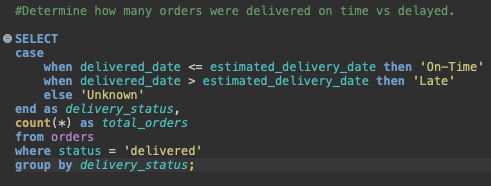 #Determine how many orders were delivered on time vs delayed.
SELECT
case
when delivered_date <= estimated_delivery_date then 'On-Time'
when delivered_date > estimated_delivery_date then 'Late'
else 'Unknown'
end as delivery_status,
count(*) as total_orders
from orders
where status = 'delivered'
group by delivery_status;